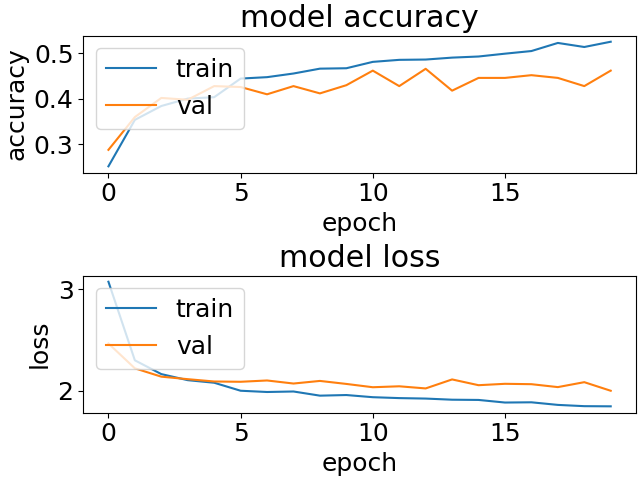 model accuracy
0.5
0.4
0.3
accuracy
train
val
0 5 10 15
epoch
model loss
3
2
loss
train
val
0 5 10 15
epoch